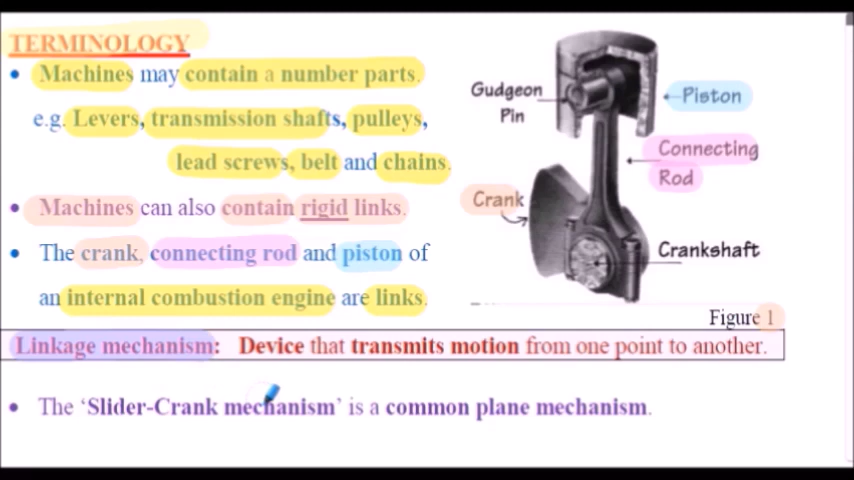 TERMINOLOGY
• Machines may contain a number parts.
e.g. Levers, transmission shafts, pulleys,
lead screws, belt and chains.
• Machines can also contain rigid links.
• The crank, connecting rod and piston of
an internal combustion engine are links.
Gudgeon
Pin
Piston
Connecting
Rod
Crank
Crankshaft
Figure 1
Linkage mechanism: Device that transmits motion from one point to another.
• The ‘Slider-Crank mechanism’ is a common plane mechanism.